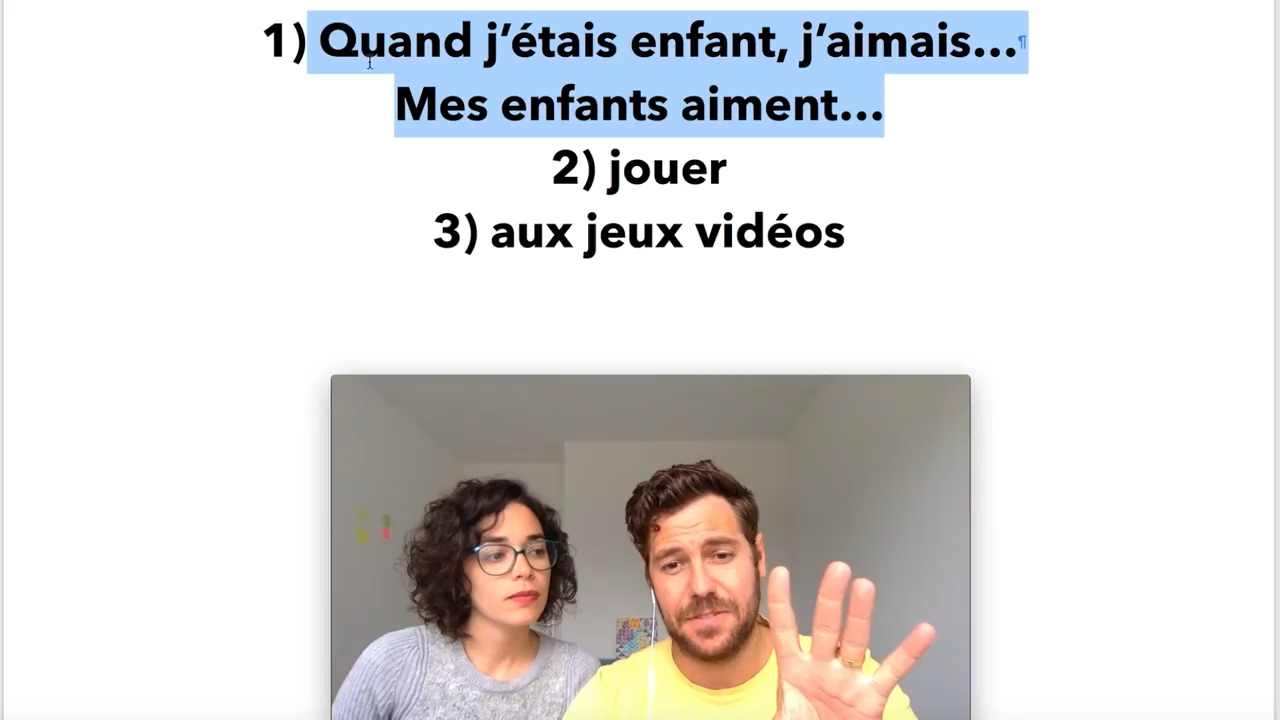 1) Quand j’étais enfant, j’aimais…¶
Mes enfants aiment…
2) jouer
3) aux jeux vidéos